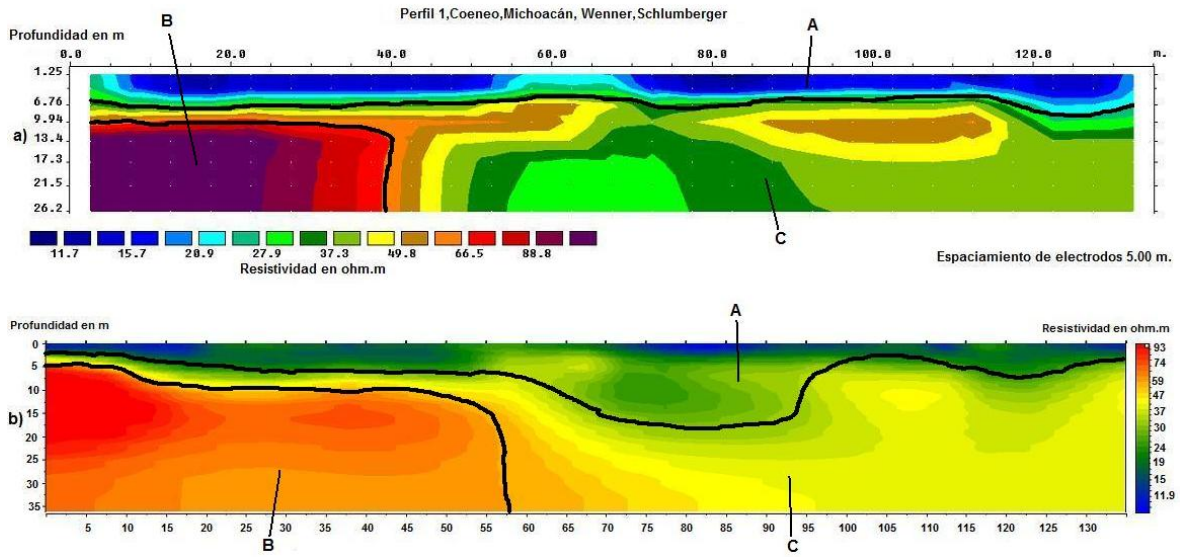 Perfil 1,Coeneo,Michoacán, Wenner,Schlumberger
B
A
Profundidad en m
0.0 20.0 40.0 60.0 80.0 100.0 120.0 m.
1.25
6.76
9.94
a) 13.4
17.3
21.5
26.2
C
11.7 15.7 20.9 27.9 37.3 49.8 66.5 88.8
Resistividad en ohm.m
Espaciamiento de electrodos 5.00 m.
A
Profundidad en m
Resistividad en ohm.m
0
5
10
b) 15
20
25
30
35
93
74
59
50
37
30
24
19
15
11.9
5 10 15 20 25 30 35 40 45 50 55 60 65 70 75 80 85 90 95 100 105 110 115 120 125 130
B
C